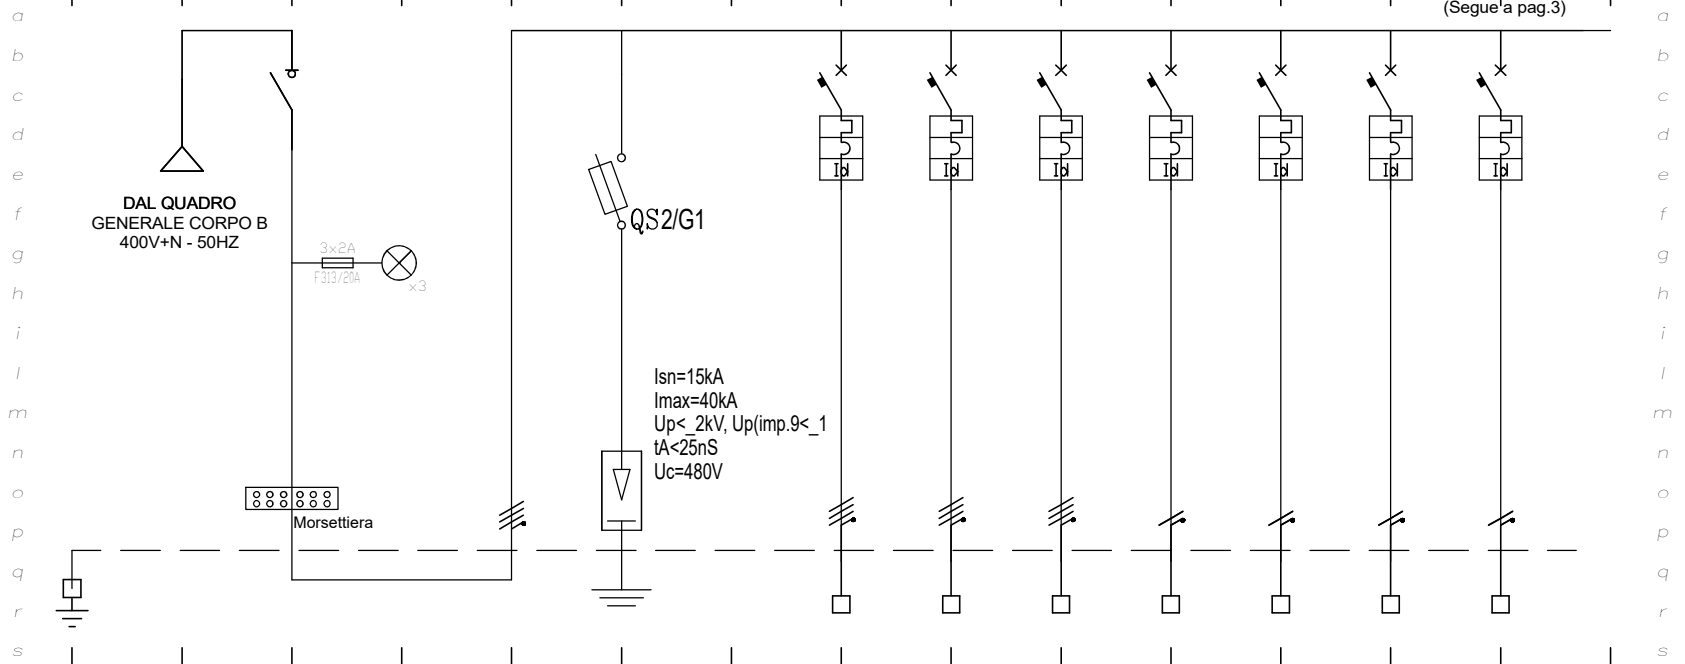 (Segue'a pag.3)
a a
b b
c c
d d
e e
f f
g g
h h
i i
l l
m m
n n
o o
p p
q q
r r
s s
DAL QUADRO
GENERALE CORPO B
400V+N - 50HZ
3x2A
F313/20A
x3
Morsettiera
QS2/G1
Isn=15kA
Imax=40kA
Up<_2kV, Up(imp.9<_1
tA<25nS
Uc=480V
Id
Id
Id
Id
Id
Id
Id